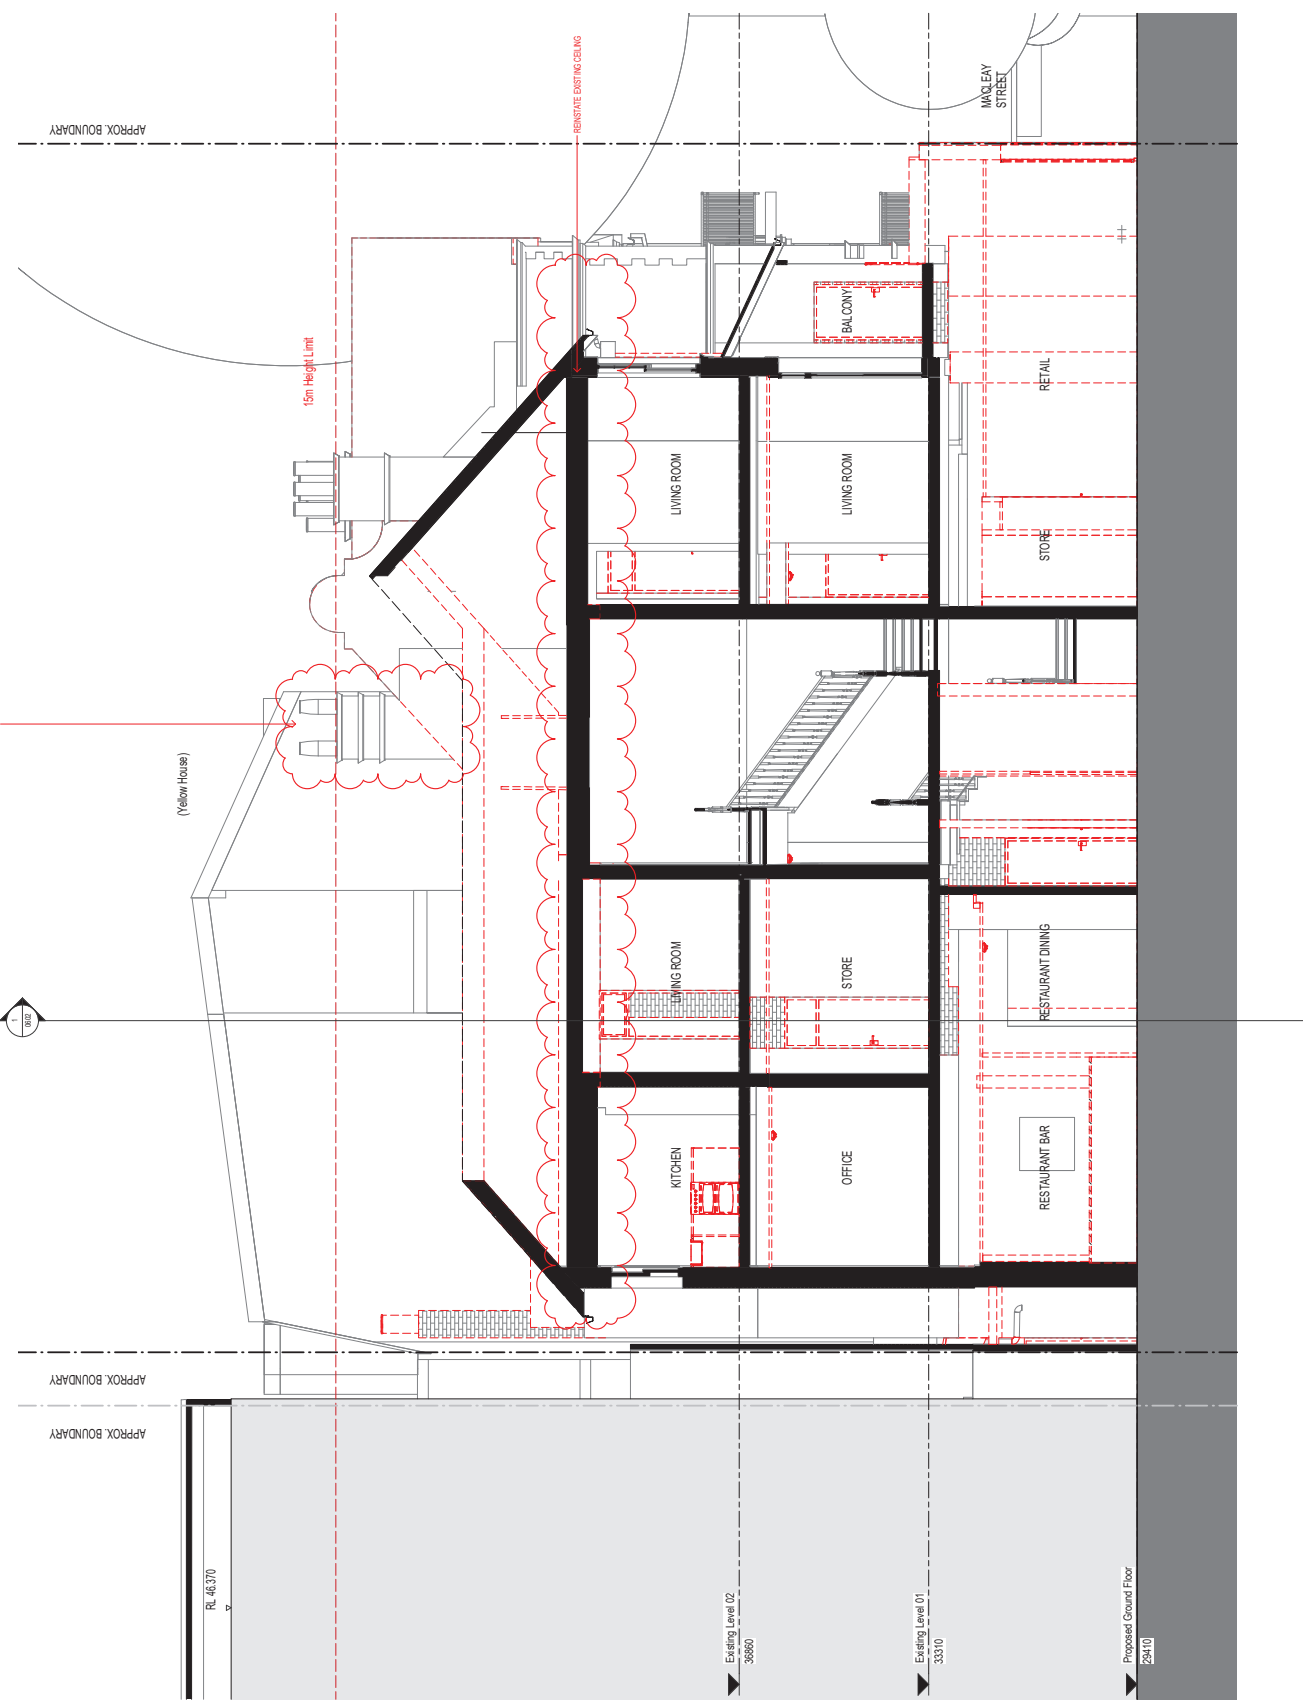 APPROX. BOUNDARY
REINSTATE EXISTING CEILING
MACLEAY
STREET
15m Height Limit
BALCONY
RETAIL
LIVING ROOM
LIVING ROOM
STORE
(Yellow House)
LIVING ROOM
STORE
RESTAURANT DINING
1
0602
KITCHEN
OFFICE
RESTAURANT BAR
APPROX. BOUNDARY
APPROX. BOUNDARY
RL 46.370
Existing Level 02
36860
Existing Level 01
33310
Proposed Ground Floor
29410